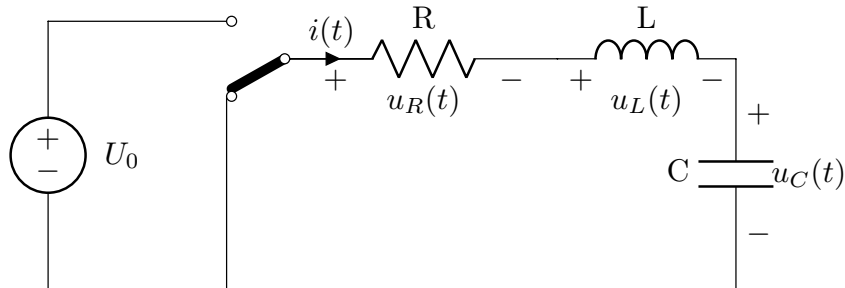 R
L
i(t)
+
−
+
−
u_R(t)
u_L(t)
+
+
−
U_0
C
u_C(t)
−